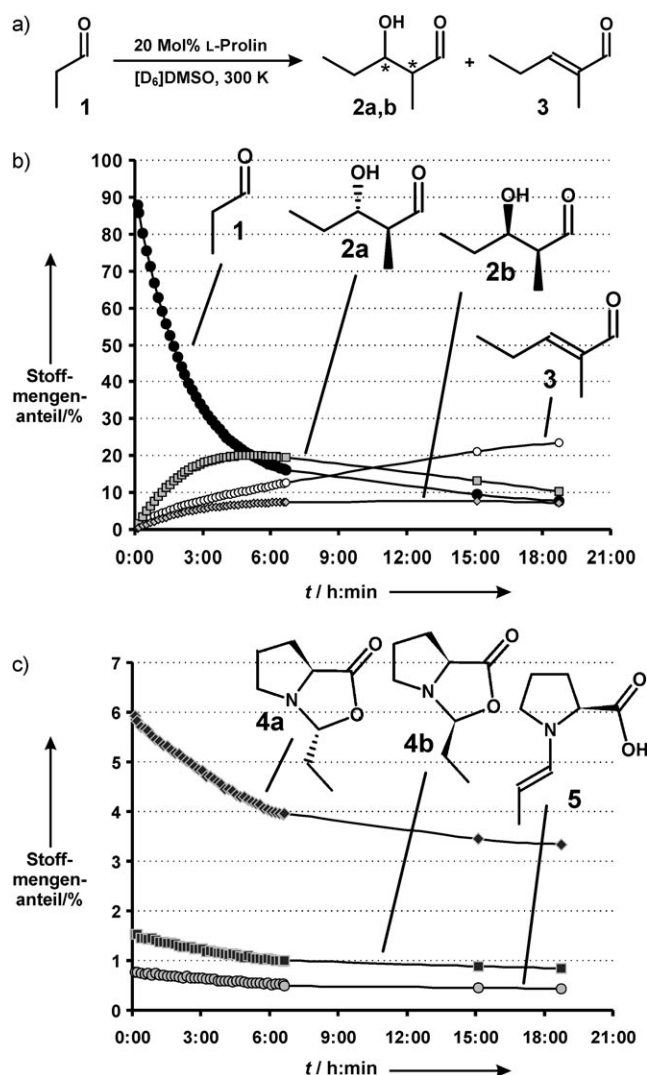 a)
O
1
20 Mol% L-Prolin
[D6]DMSO, 300 K
OH O
* *
2a,b
+
O
3
b)
100
90
80
70
60
50
40
30
20
10
0
Stoff-
mengen-
anteil/%
O
1
OH O
2a
OH O
2b
O
3
0:00 3:00 6:00 9:00 12:00 15:00 18:00 21:00
t / h:min
c)
7
6
5
4
3
2
1
0
Stoff-
mengen-
anteil/%
O
N
O
4a
O
N
O
4b
O
N
OH
5
0:00 3:00 6:00 9:00 12:00 15:00 18:00 21:00
t / h:min